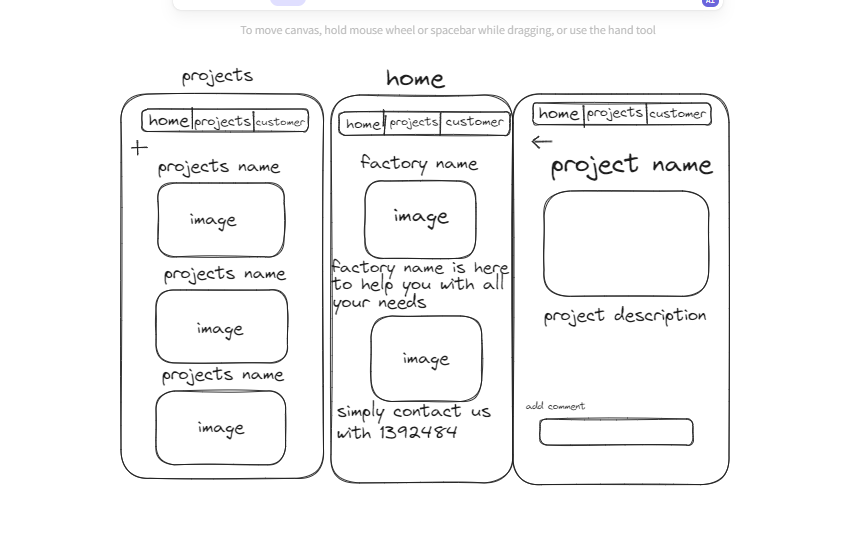 AI
To move canvas, hold mouse wheel or spacebar while dragging, or use the hand tool
projects
home projects customer
+
projects name
image
projects name
image
projects name
image
home
home projects customer
factory name
image
factory name is here
to help you with all
your needs
image
simply contact us
with 1392484
home projects customer
←
project name
project description
add comment